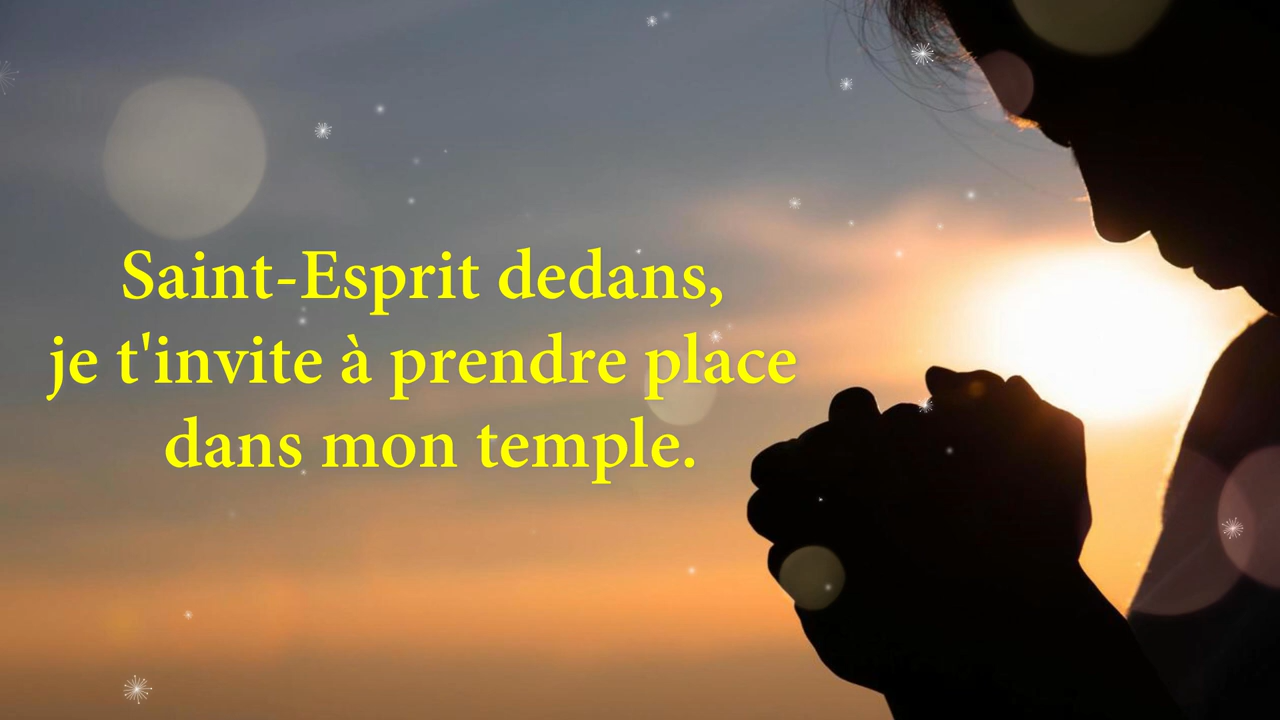 Saint-Esprit dedans,
je t'invite à prendre place
dans mon temple.